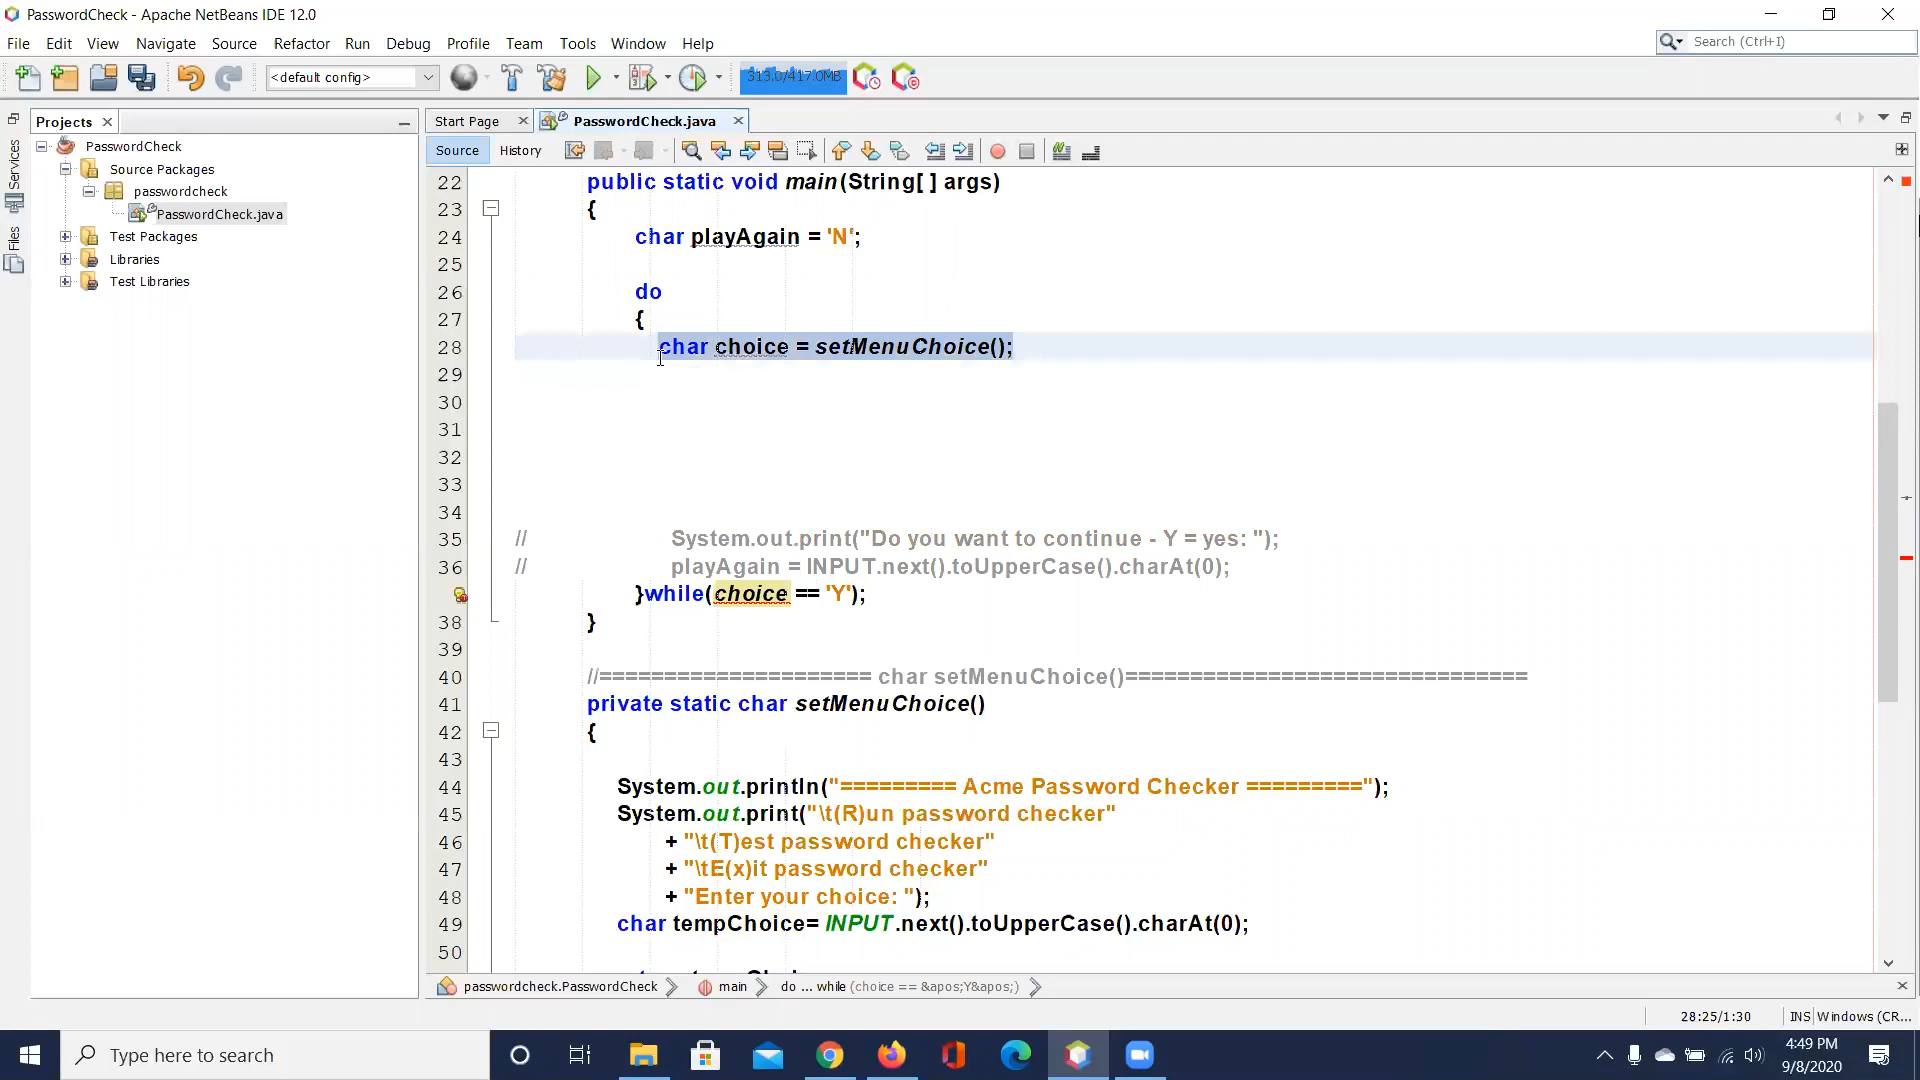 PasswordCheck - Apache NetBeans IDE 12.0
File Edit View Navigate Source Refactor Run Debug Profile Team Tools Window Help
Search (Ctrl+I)
<default config>
313.0/417.0MB
Projects
Start Page
PasswordCheck.java
Services
Files
PasswordCheck
Source Packages
passwordcheck
PasswordCheck.java
Test Packages
Libraries
Test Libraries
Source History
22 public static void main(String[ ] args)
23 {
24 char playAgain = 'N';
25
26 do
27 {
28 char choice = setMenuChoice();
29
30
31
32
33
34
35 // System.out.print("Do you want to continue - Y = yes: ");
36 // playAgain = INPUT.next().toUpperCase().charAt(0);
}while(choice == 'Y');
38 }
39
40 //===================== char setMenuChoice()===============================
41 private static char setMenuChoice()
42 {
43
44 System.out.println("========= Acme Password Checker =========");
45 System.out.print("\t(R)un password checker"
46 + "\t(T)est password checker"
47 + "\tE(x)it password checker"
48 + "Enter your choice: ");
49 char tempChoice= INPUT.next().toUpperCase().charAt(0);
50
passwordcheck.PasswordCheck main do ... while (choice == &apos;Y&apos;)
28:25/1:30 INS Windows (CR...
Type here to search
4:49 PM
9/8/2020